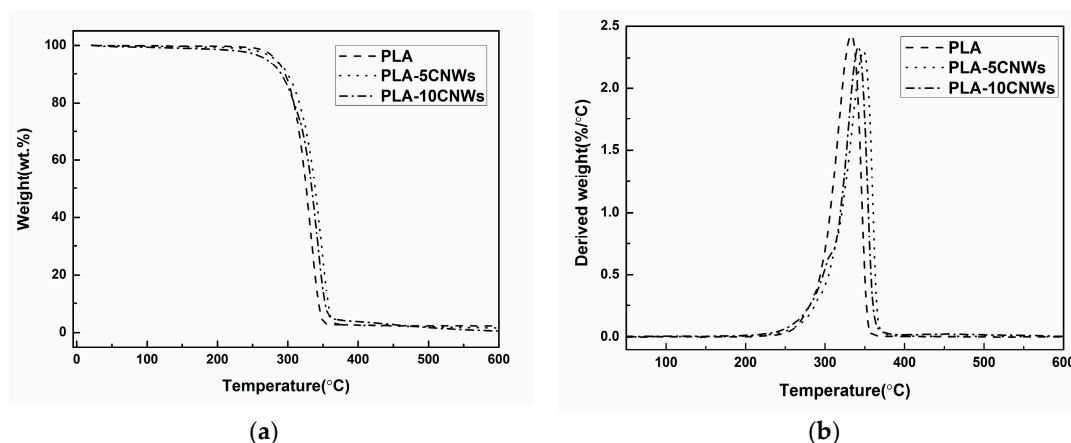 PLA
PLA-5CNWs
PLA-10CNWs
Weight(wt.%)
100
80
60
40
20
0
0 100 200 300 400 500 600
Temperature(°C)
(a)
PLA
PLA-5CNWs
PLA-10CNWs
Derived weight(%/°C)
2.5
2.0
1.5
1.0
0.5
0.0
100 200 300 400 500 600
Temperature(°C)
(b)